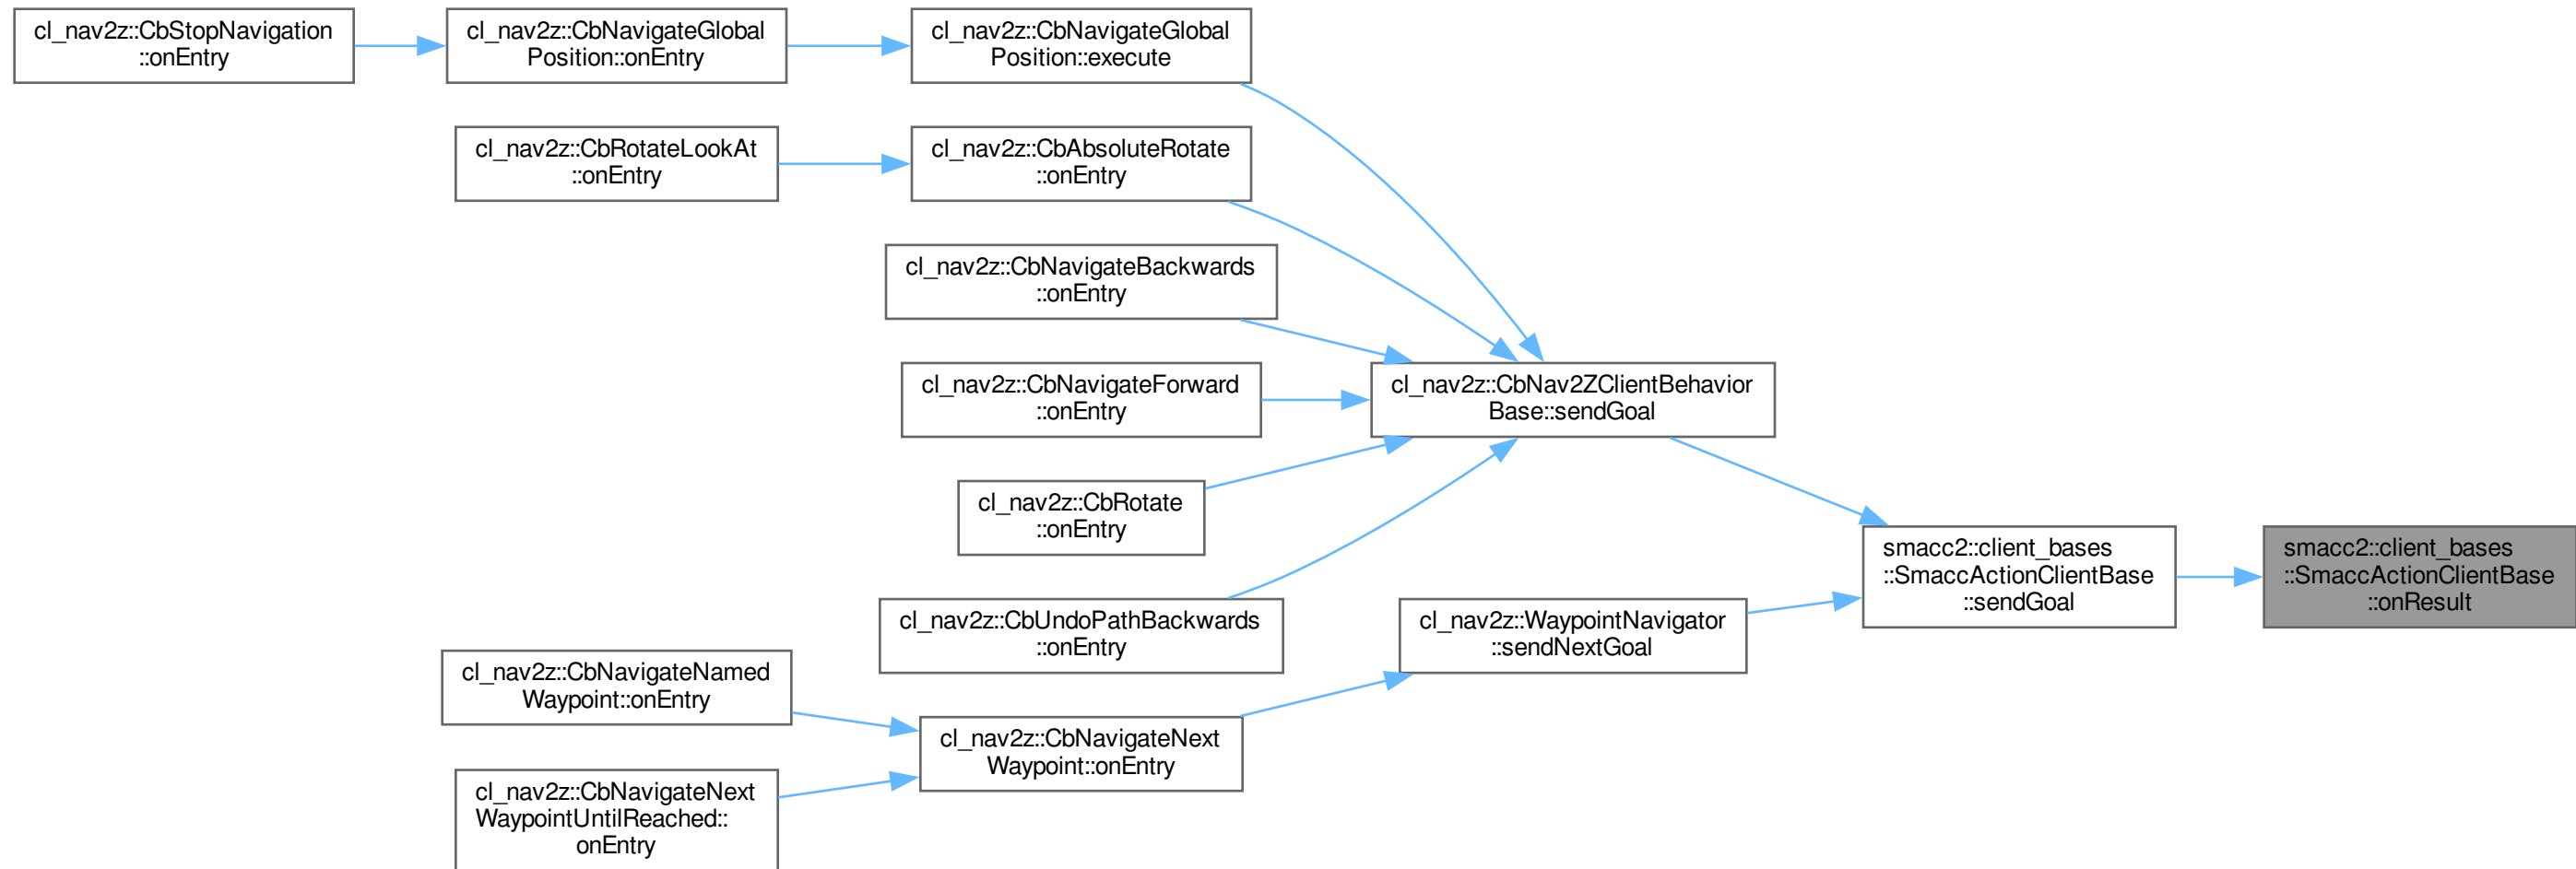 cl_nav2z::CbStopNavigation
::onEntry
cl_nav2z::CbNavigateGlobal
Position::onEntry
cl_nav2z::CbNavigateGlobal
Position::execute
cl_nav2z::CbRotateLookAt
::onEntry
cl_nav2z::CbAbsoluteRotate
::onEntry
cl_nav2z::CbNavigateBackwards
::onEntry
cl_nav2z::CbNavigateForward
::onEntry
cl_nav2z::CbNav2ZClientBehavior
Base::sendGoal
cl_nav2z::CbRotate
::onEntry
smacc2::client_bases
::SmaccActionClientBase
::sendGoal
smacc2::client_bases
::SmaccActionClientBase
::onResult
cl_nav2z::CbUndoPathBackwards
::onEntry
cl_nav2z::WaypointNavigator
::sendNextGoal
cl_nav2z::CbNavigateNamed
Waypoint::onEntry
cl_nav2z::CbNavigateNext
Waypoint::onEntry
cl_nav2z::CbNavigateNext
WaypointUntilReached::
onEntry